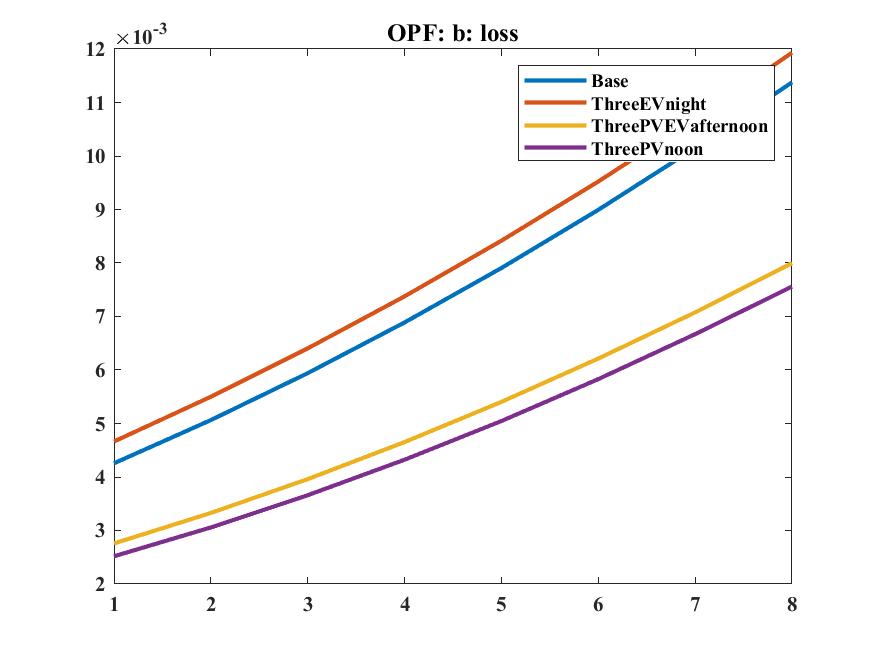 OPF: b: loss
×10-3
12
11
10
9
8
7
6
5
4
3
2
1 2 3 4 5 6 7 8
Base
ThreeEVnight
ThreePVEVafternoon
ThreePVnoon